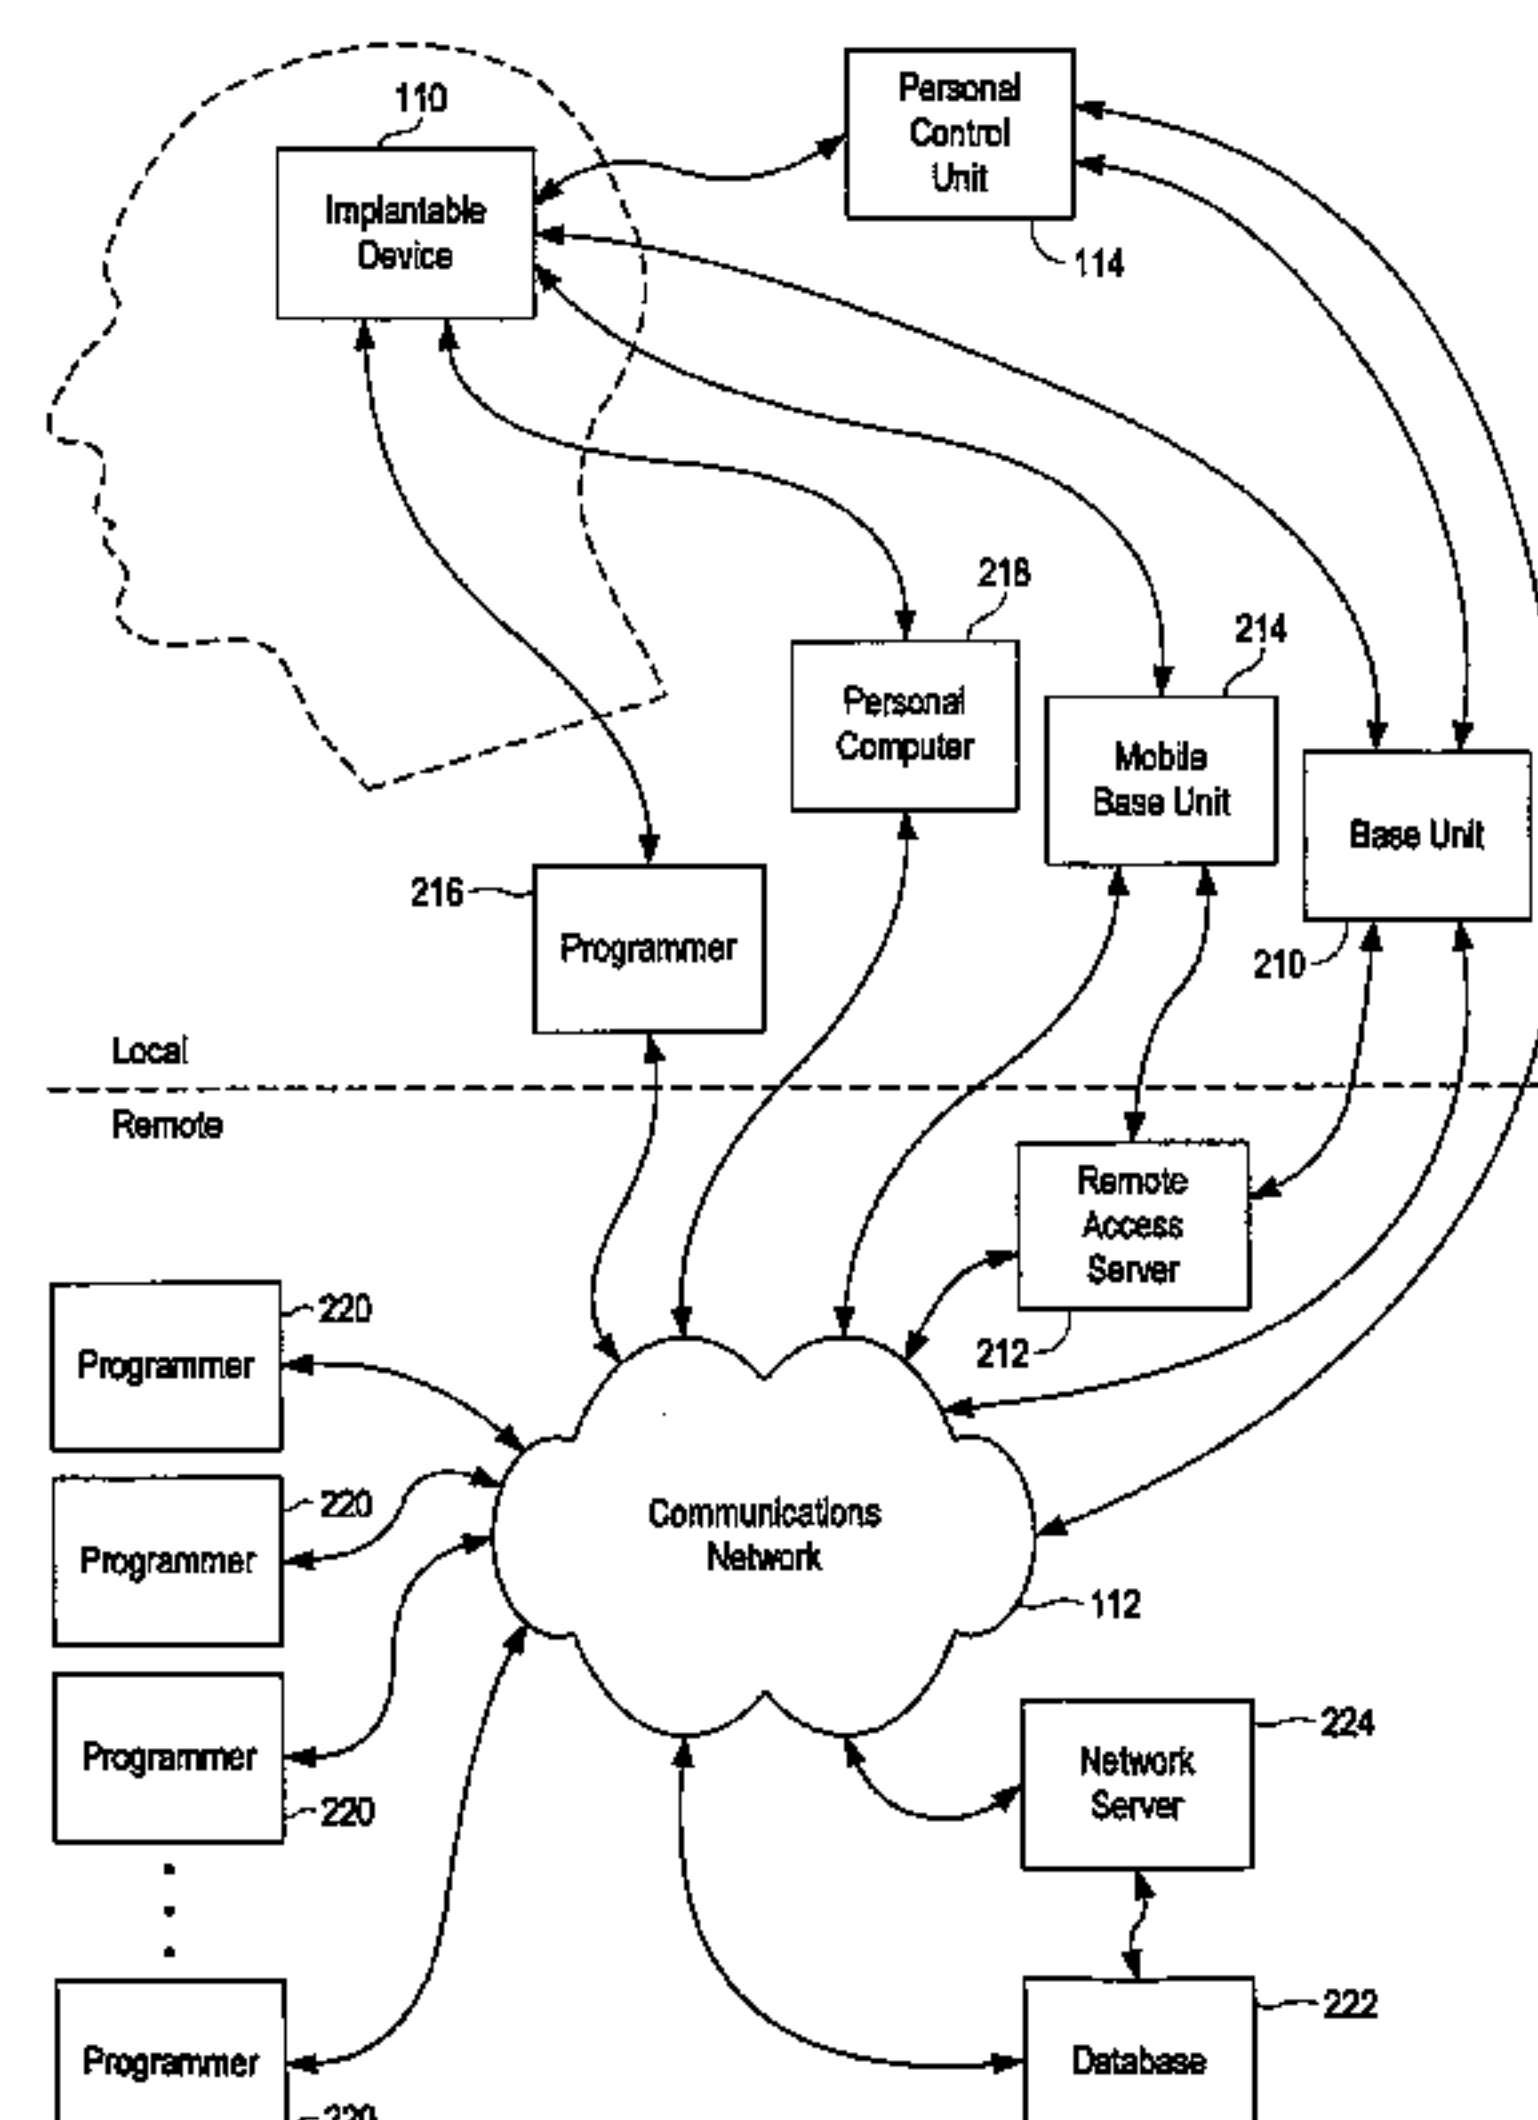 110
Implantable
Device
Personal
Control
Unit
114
218
Personal
Computer
214
Mobile
Base Unit
Base Unit
210
216
Programmer
Local
Remote
Remote
Access
Server
212
Programmer
220
Programmer
220
Programmer
220
Communications
Network
112
Network
Server
224
Programmer
220
Database
222